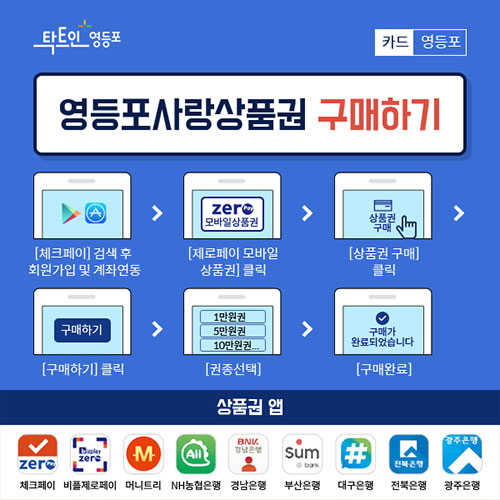 탁트인 영등포
카드 영등포
영등포사랑상품권 구매하기
[체크페이] 검색 후
회원가입 및 계좌연동
zero Pay
모바일상품권
[제로페이 모바일
상품권] 클릭
상품권
구매
[상품권 구매]
클릭
구매하기
[구매하기] 클릭
1만원권
5만원권
10만원권...
[권종선택]
구매가
완료되었습니다
[구매완료]
상품권 앱
zero Pay
체크페이
bizplay
zero
비플제로페이
M
머니트리
All
NH농협은행
BNK
경남은행
경남은행
Sum
bank
부산은행
#
대구은행
전북은행
전북은행
광주은행
광주은행